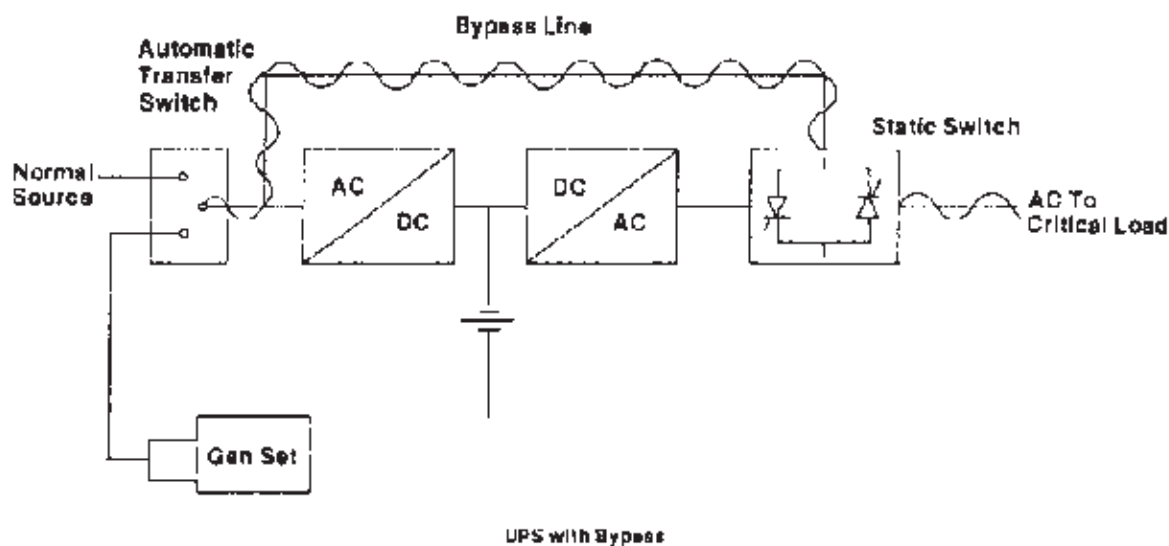 Bypass Line
Automatic
Transfer
Switch
Static Switch
Normal
Source
AC
DC
DC
AC
AC To
Critical Load
Gen Set
UPS with Bypass